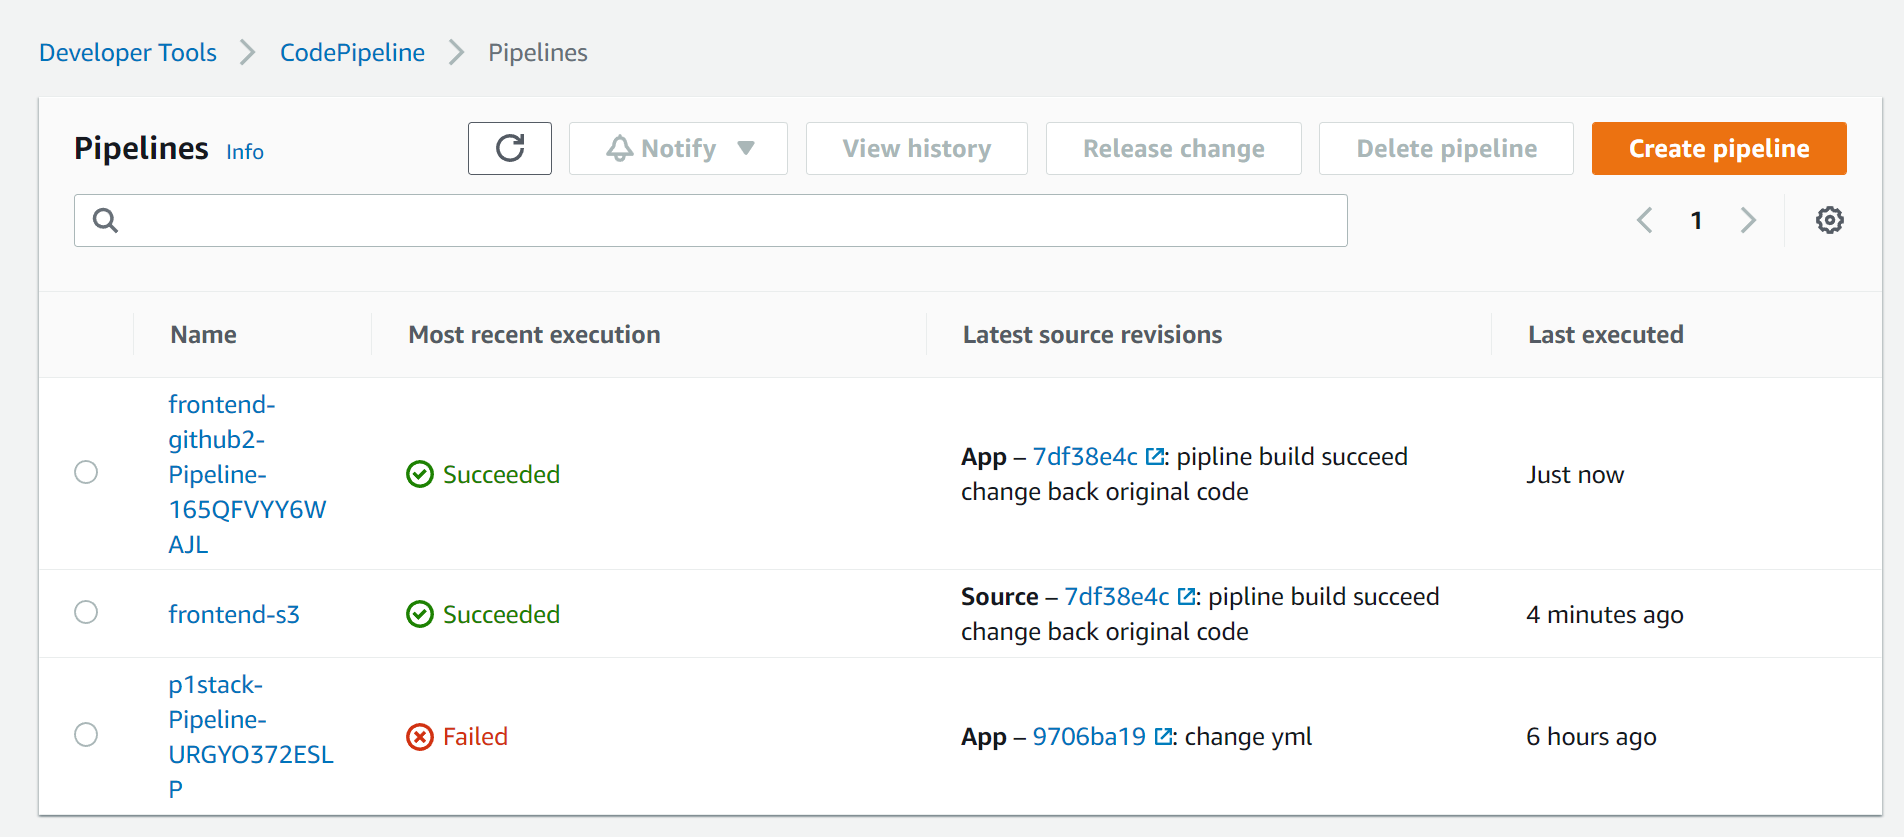 Developer Tools > CodePipeline > Pipelines
Pipelines Info Notify View history Release change Delete pipeline Create pipeline
1
Name Most recent execution Latest source revisions Last executed
frontend-
github2-
Pipeline-
165QFVYY6W
AJL
Succeeded
App – 7df38e4c : pipline build succeed
change back original code
Just now
frontend-s3
Succeeded
Source – 7df38e4c : pipline build succeed
change back original code
4 minutes ago
p1stack-
Pipeline-
URGYO372ESL
P
Failed
App – 9706ba19 : change yml
6 hours ago